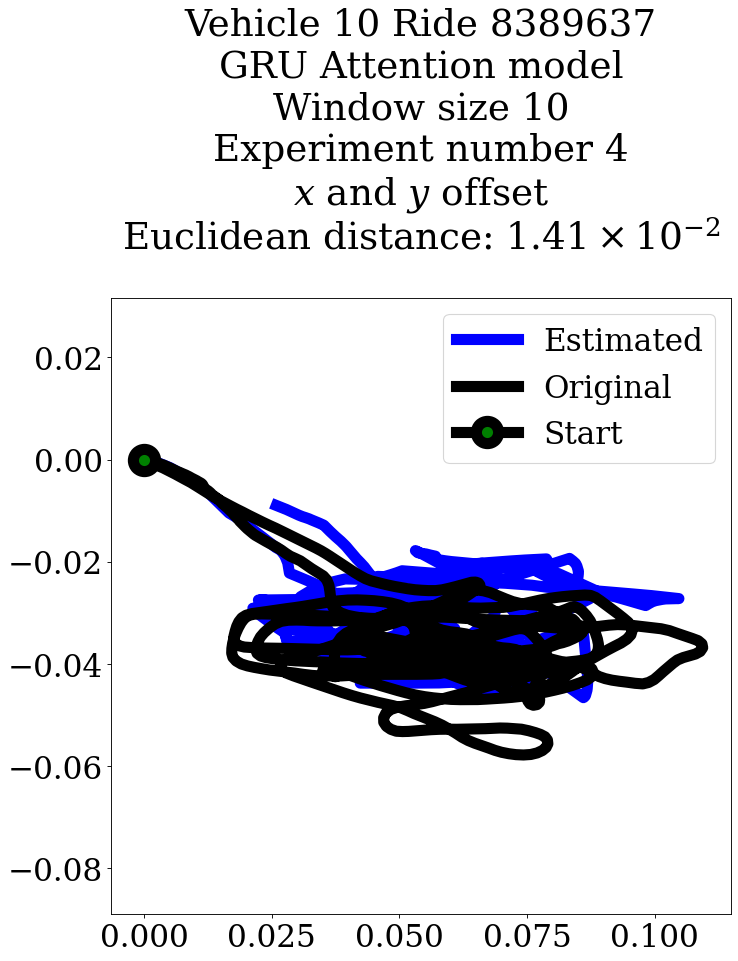 Vehicle 10 Ride 8389637
GRU Attention model
Window size 10
Experiment number 4
x and y offset
Euclidean distance: 1.41 × 10⁻²
Estimated
Original
Start
0.02
0.00
−0.02
−0.04
−0.06
−0.08
0.000 0.025 0.050 0.075 0.100